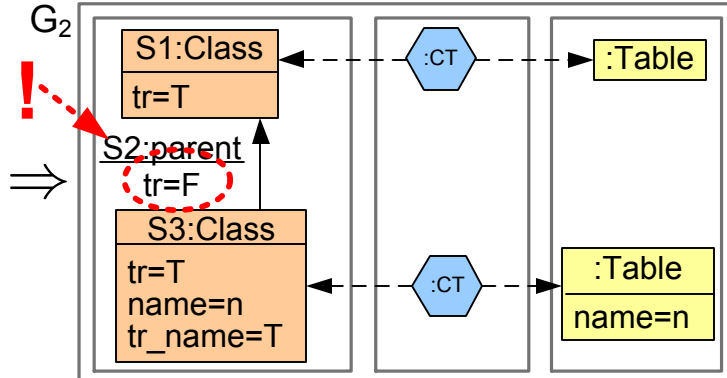 G₂
S1:Class
tr=T
:CT
:Table
!
S2:parent
tr=F
⇒
S3:Class
tr=T
name=n
tr_name=T
:CT
:Table
name=n